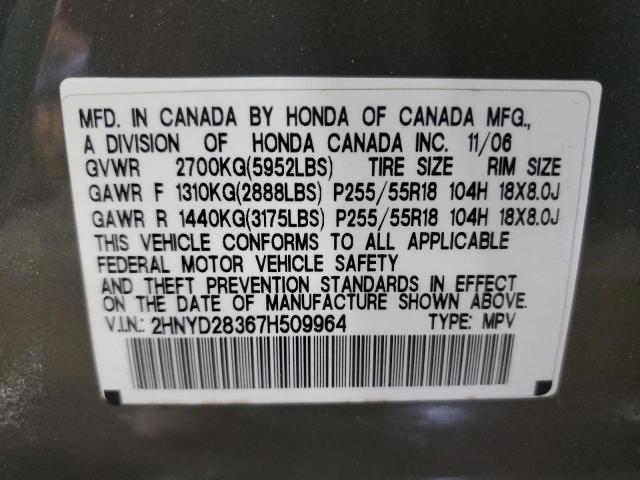 MFD. IN CANADA BY HONDA OF CANADA MFG.,
A DIVISION OF HONDA CANADA INC. 11/06
GVWR 2700KG(5952LBS) TIRE SIZE RIM SIZE
GAWR F 1310KG(2888LBS) P255/55R18 104H 18X8.0J
GAWR R 1440KG(3175LBS) P255/55R18 104H 18X8.0J
THIS VEHICLE CONFORMS TO ALL APPLICABLE
FEDERAL MOTOR VEHICLE SAFETY
AND THEFT PREVENTION STANDARDS IN EFFECT
ON THE DATE OF MANUFACTURE SHOWN ABOVE.
V.I.N.: 2HNYD28367H509964 TYPE: MPV